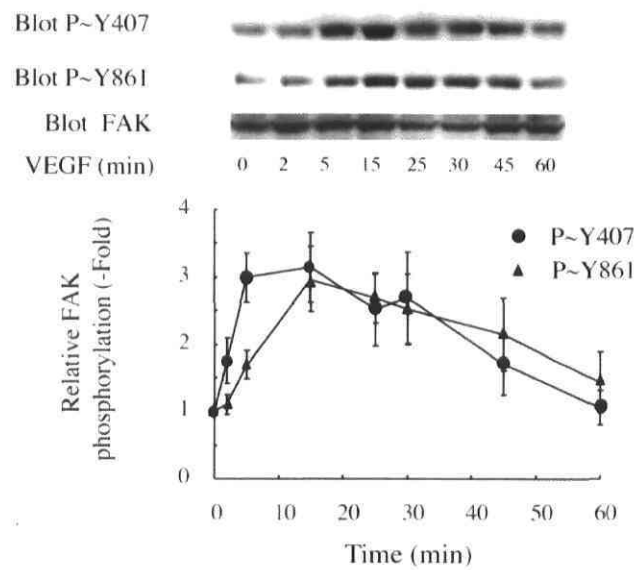 Blot P~Y407
Blot P~Y861
Blot FAK
VEGF (min) 0 2 5 15 25 30 45 60
4
3
2
1
0
Relative FAK
phosphorylation (-Fold)
P~Y407
P~Y861
0 10 20 30 40 50 60
Time (min)